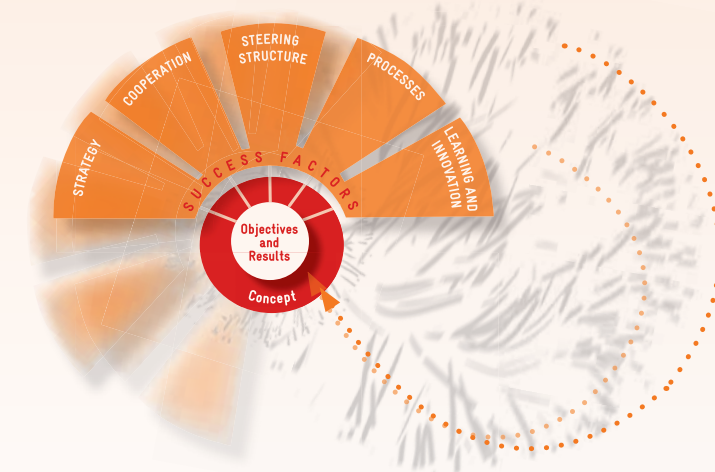 STRATEGY
COOPERATION
STEERING
STRUCTURE
PROCESSES
LEARNING AND
INNOVATION
SUCCESS FACTORS
Objectives
and
Results
Concept